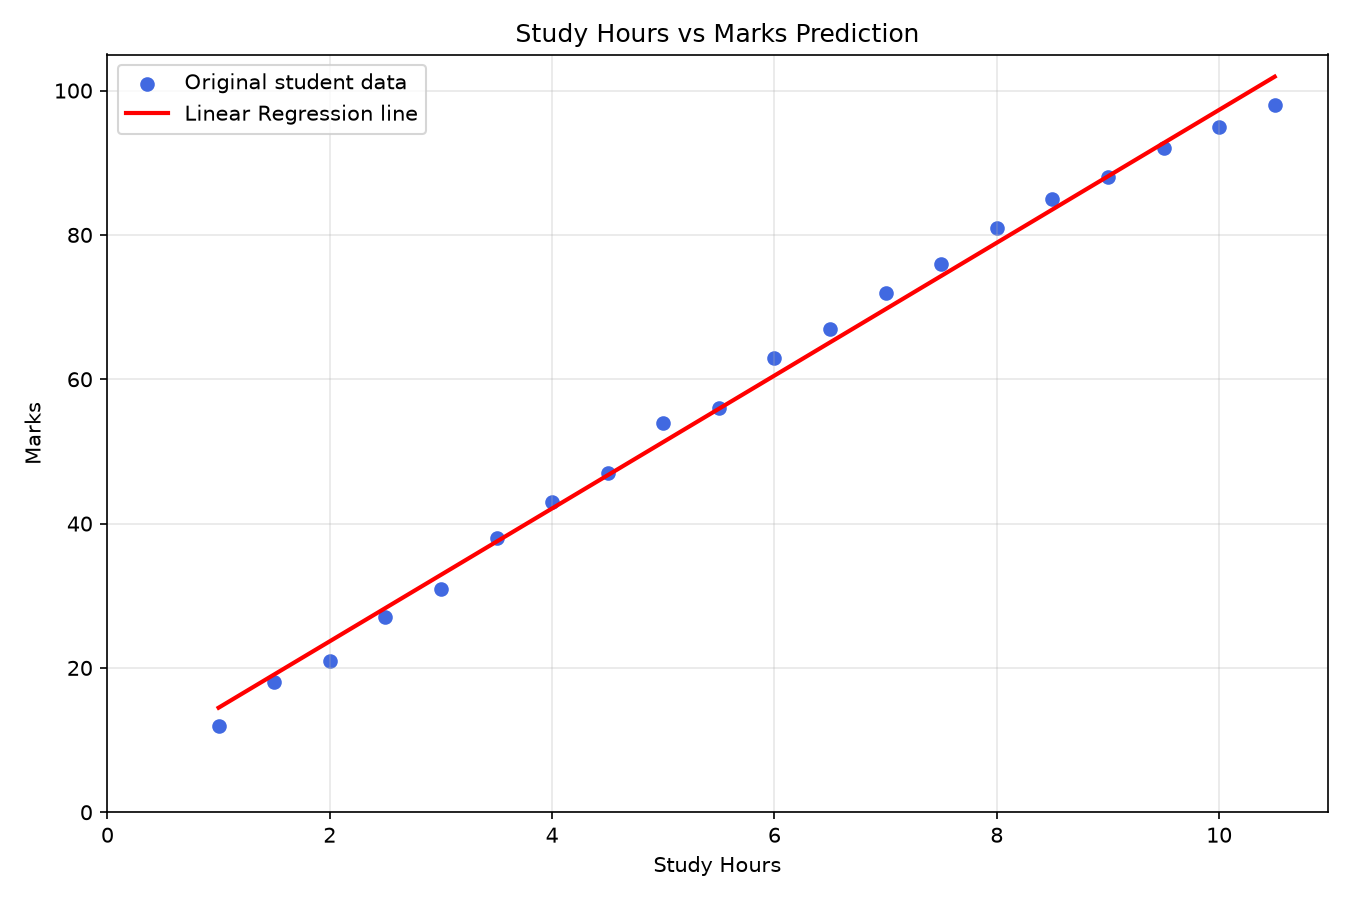 Study Hours vs Marks Prediction
Original student data
Linear Regression line
100
80
60
40
20
0
Marks
0 2 4 6 8 10
Study Hours